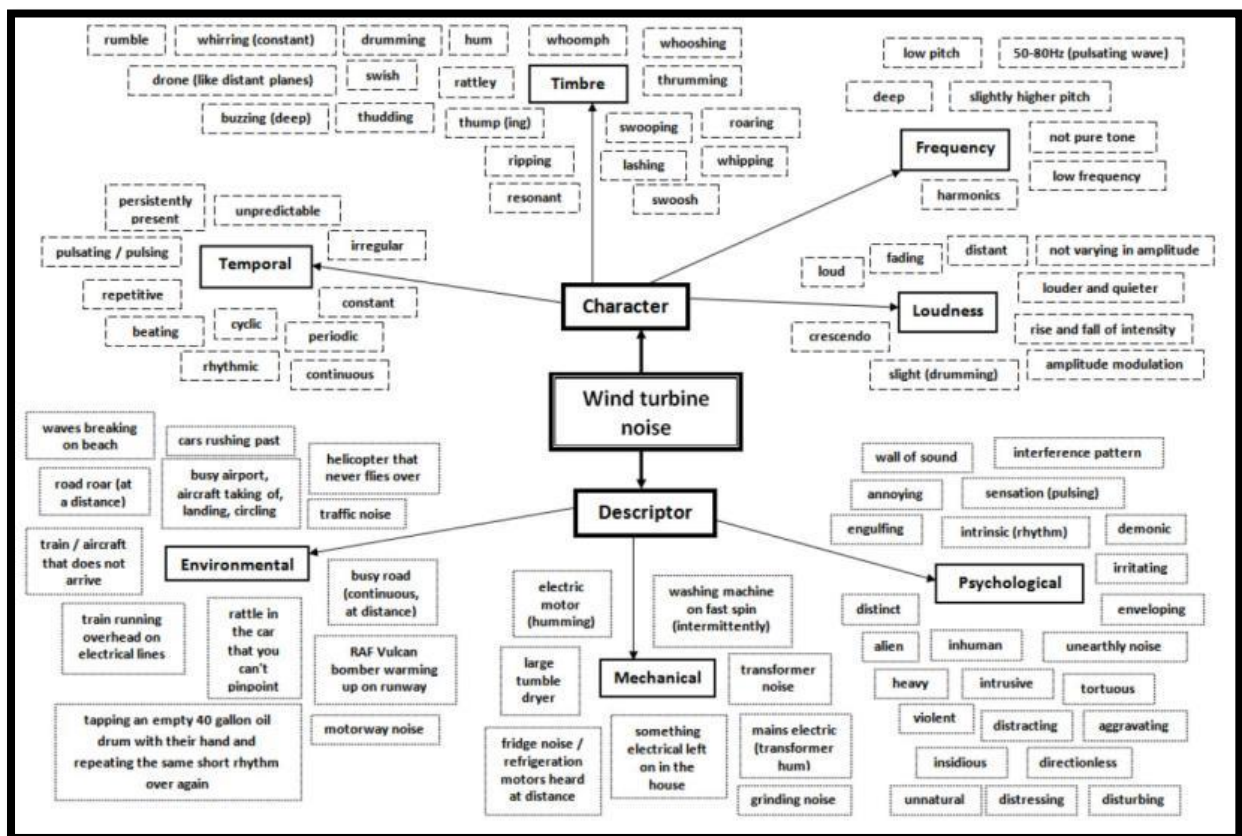 rumble
whirring (constant)
drumming
hum
whoomph
whooshing
drone (like distant planes)
swish
rattley
Timbre
thrumming
buzzing (deep)
thudding
thump (ing)
swooping
roaring
ripping
lashing
whipping
resonant
swoosh
low pitch
50-80Hz (pulsating wave)
deep
slightly higher pitch
Frequency
not pure tone
low frequency
harmonics
persistently
present
unpredictable
pulsating / pulsing
irregular
Temporal
repetitive
constant
beating
cyclic
periodic
rhythmic
continuous
Character
loud
fading
distant
not varying in amplitude
louder and quieter
Loudness
crescendo
rise and fall of intensity
slight (drumming)
amplitude modulation
Wind turbine
noise
Descriptor
waves breaking
on beach
cars rushing past
helicopter that
never flies over
road roar (at
a distance)
busy airport,
aircraft taking of,
landing, circling
traffic noise
train / aircraft
that does not
arrive
Environmental
busy road
(continuous,
at distance)
train running
overhead on
electrical lines
rattle in
the car
that you
can't
pinpoint
RAF Vulcan
bomber warming
up on runway
tapping an empty 40 gallon oil
drum with their hand and
repeating the same short rhythm
over again
motorway noise
electric
motor
(humming)
washing machine
on fast spin
(intermittently)
large
tumble
dryer
Mechanical
transformer
noise
fridge noise /
refrigeration
motors heard
at distance
something
electrical left
on in the
house
mains electric
(transformer
hum)
grinding noise
wall of sound
interference pattern
annoying
sensation (pulsing)
engulfing
intrinsic (rhythm)
demonic
Psychological
irritating
distinct
enveloping
alien
inhuman
unearthly noise
heavy
intrusive
tortuous
violent
distracting
aggravating
insidious
directionless
unnatural
distressing
disturbing